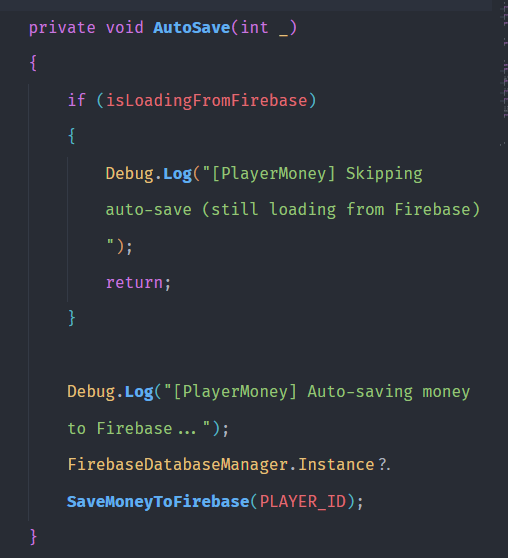 private void AutoSave(int _)
{
if (isLoadingFromFirebase)
{
Debug.Log("[PlayerMoney] Skipping
auto-save (still loading from Firebase)
");
return;
}
Debug.Log("[PlayerMoney] Auto-saving money
to Firebase...");
FirebaseDatabaseManager.Instance?.
SaveMoneyToFirebase(PLAYER_ID);
}